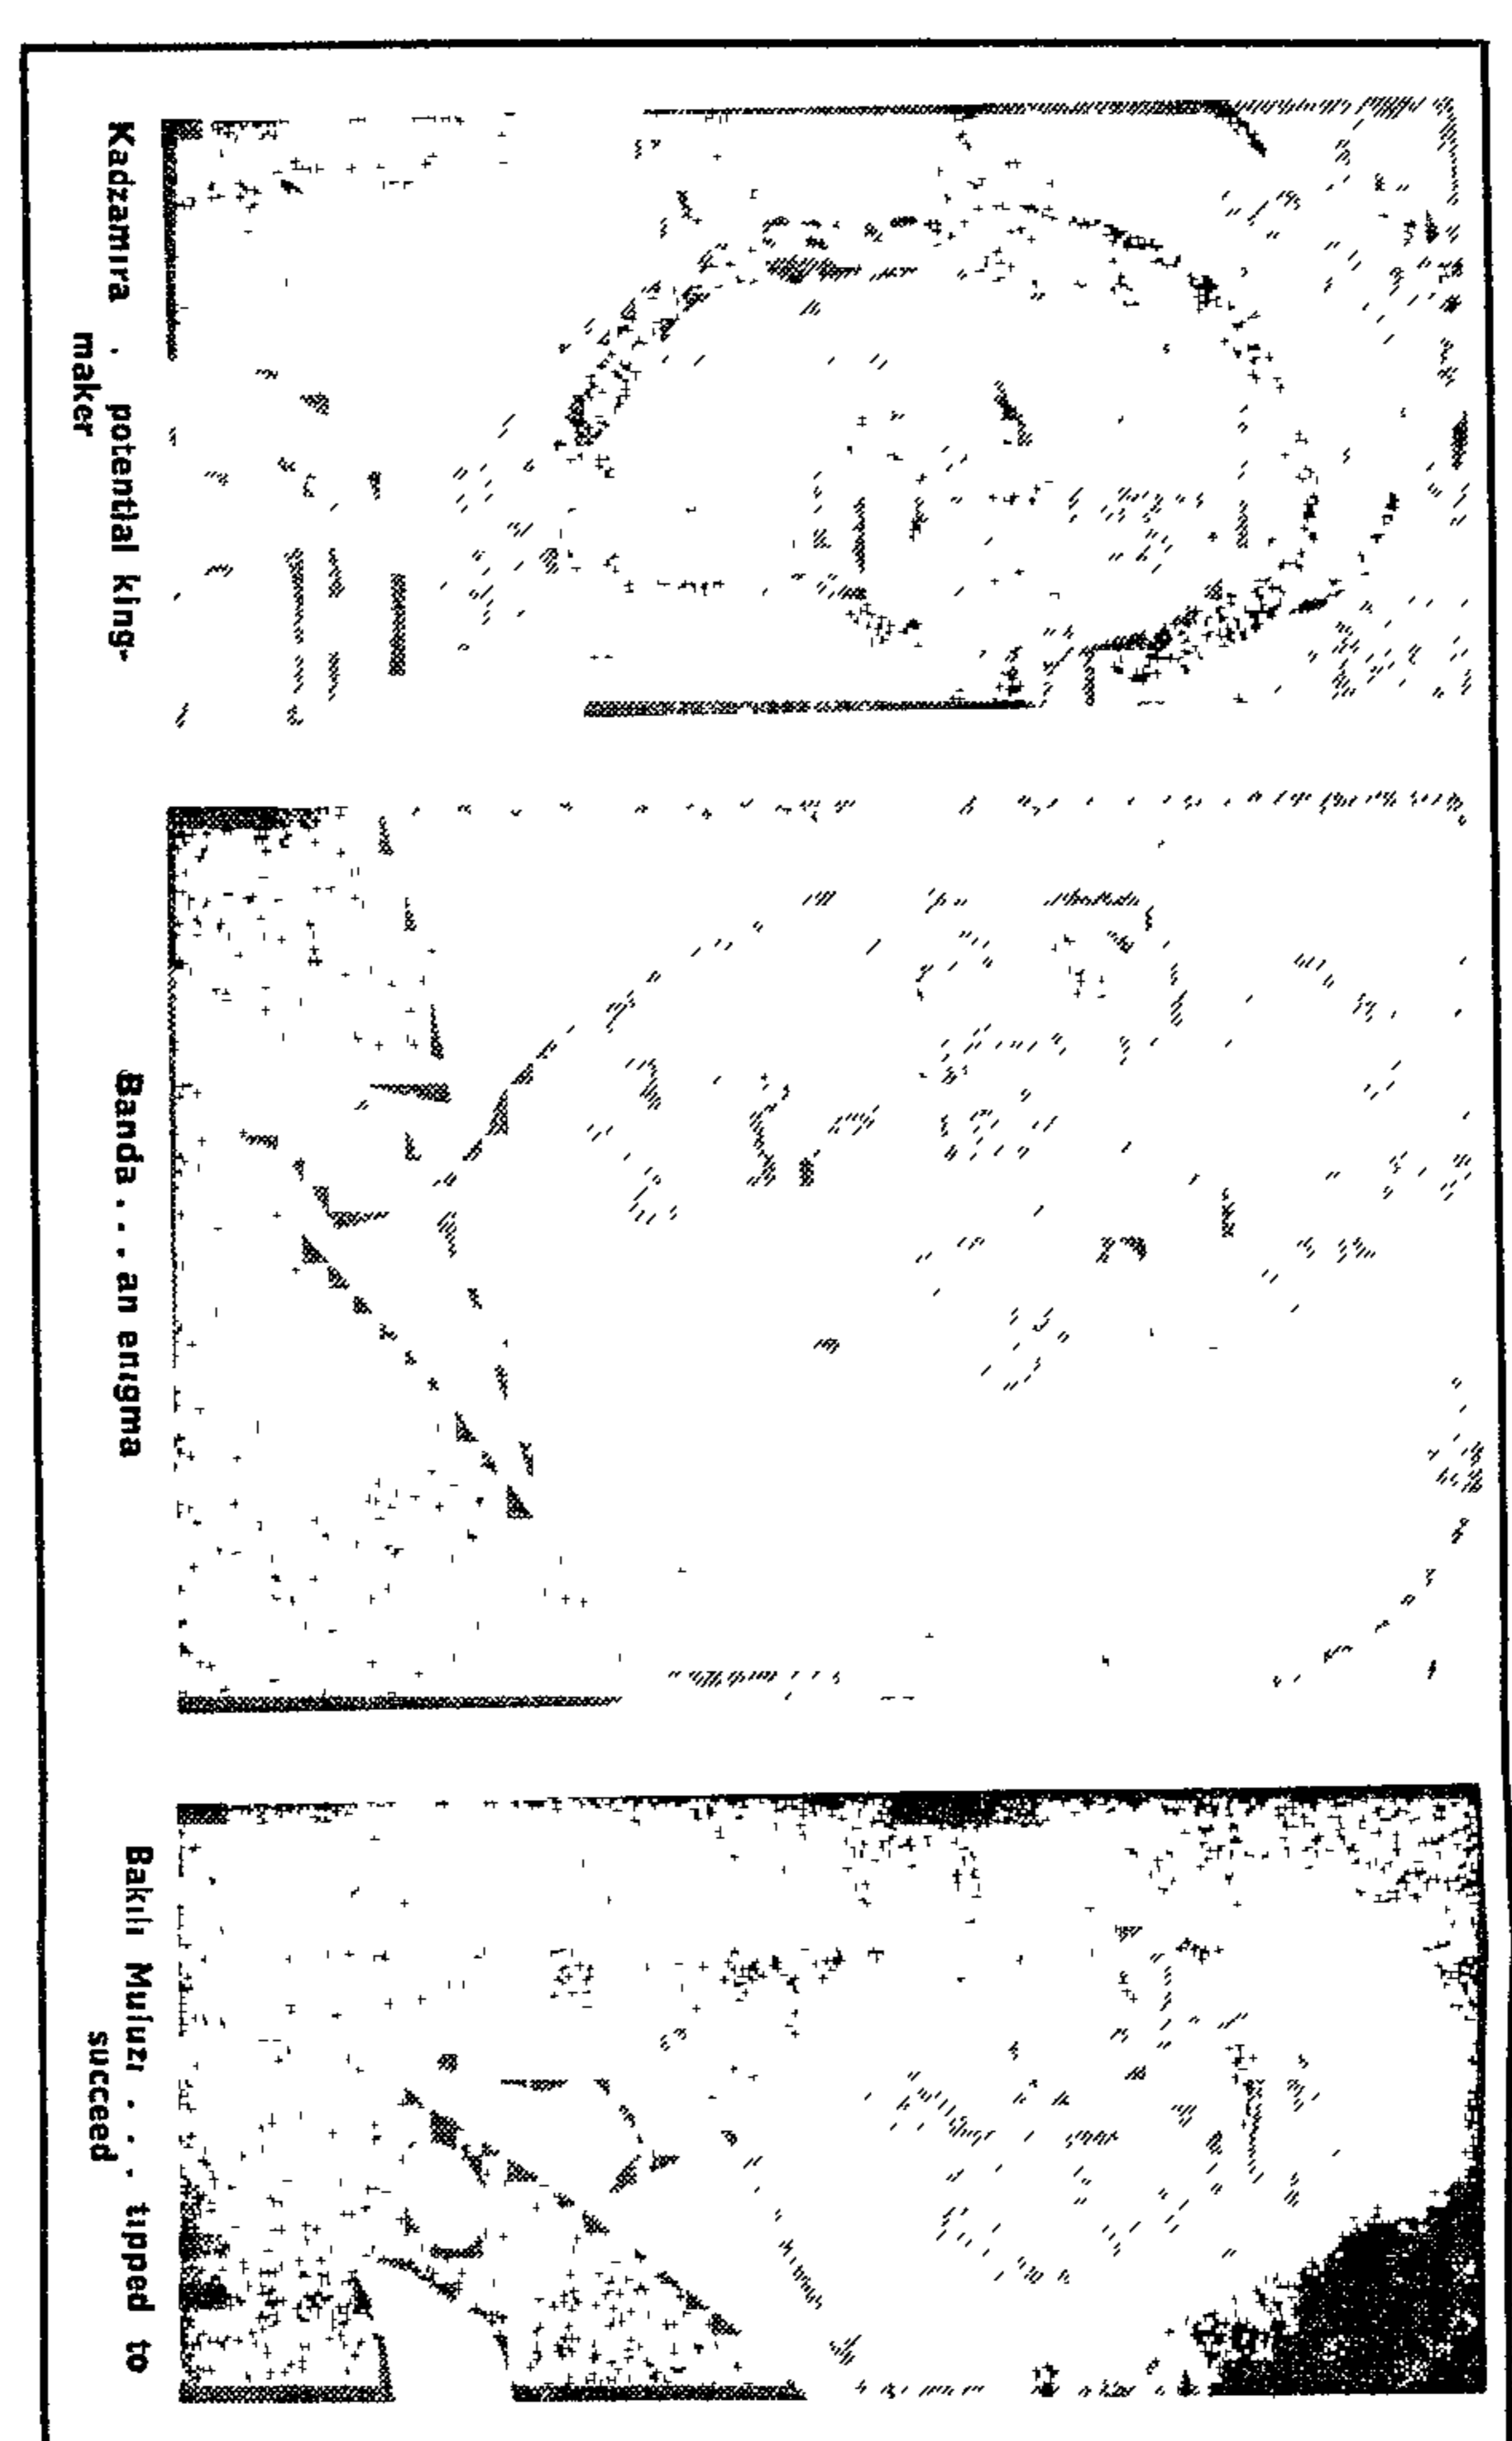 Kadzamira . potential king-
maker
Banda . . . an enigma
Bakili Muluzi . . . tipped to
succeed